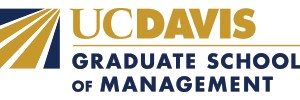 UCDAVIS
GRADUATE SCHOOL
OF MANAGEMENT